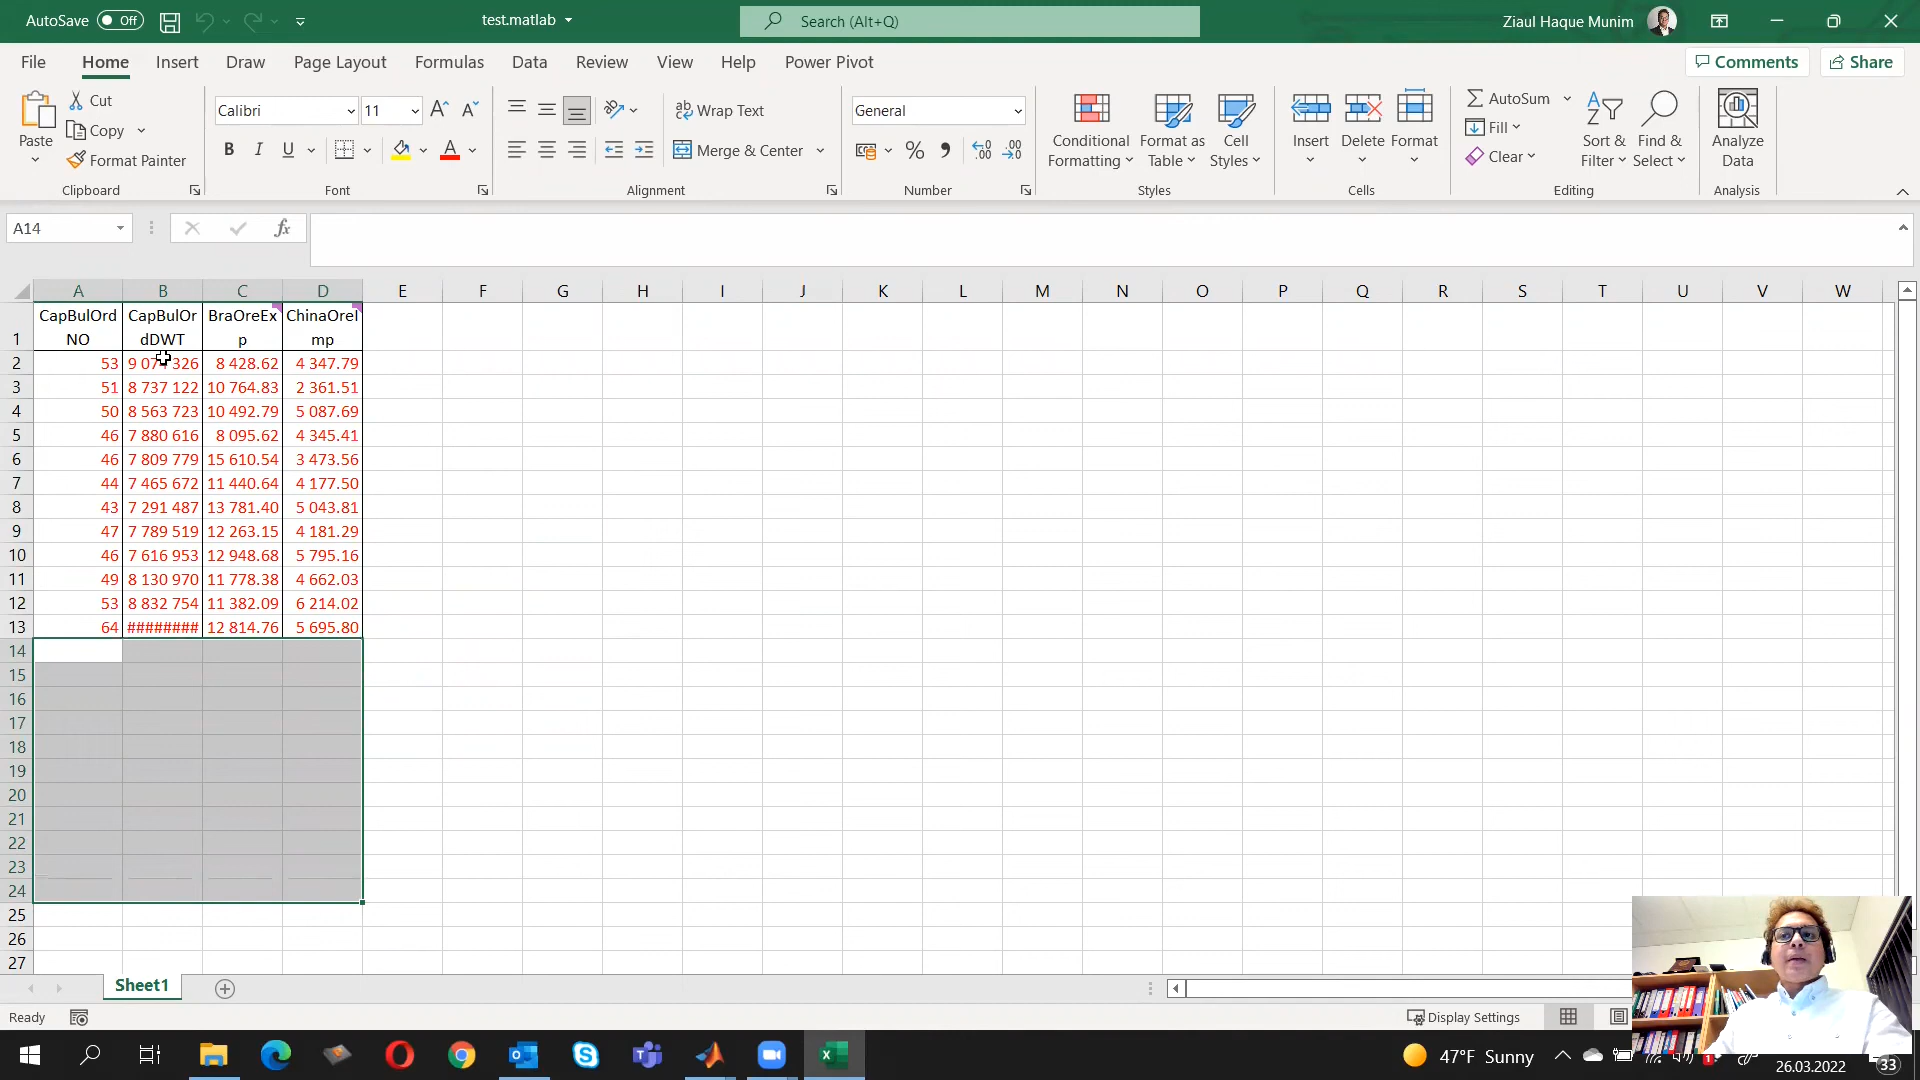 AutoSave Off test.matlab Search (Alt+Q) Ziaul Haque Munim
File Home Insert Draw Page Layout Formulas Data Review View Help Power Pivot Comments Share
Paste Cut Copy Format Painter Clipboard
Calibri 11 B I U A Font
Wrap Text Merge & Center Alignment
General % Number
Conditional Formatting Format as Table Cell Styles Styles
Insert Delete Format Cells
AutoSum Fill Clear Sort & Filter Find & Select Editing
Analyze Data Analysis
A14 fx
A B C D E F G H I J K L M N O P Q R S T U V W
CapBulOrd CapBulOr BraOreEx ChinaOreI
1 NO dDWT p mp
2 53 8 428.62 4 347.79
3 51 8 737 122 10 764.83 2 361.51
4 50 8 563 723 10 492.79 5 087.69
5 46 7 880 616 8 095.62 4 345.41
6 46 7 809 779 15 610.54 3 473.56
7 44 7 465 672 11 440.64 4 177.50
8 43 7 291 487 13 781.40 5 043.81
9 47 7 789 519 12 263.15 4 181.29
10 46 7 616 953 12 948.68 5 795.16
11 49 8 130 970 11 778.38 4 662.03
12 53 8 832 754 11 382.09 6 214.02
13 64 ######## 12 814.76 5 695.80
14
15
16
17
18
19
20
21
22
23
24
25
26
27
Sheet1
Ready Display Settings
47°F Sunny
26.03.2022 33